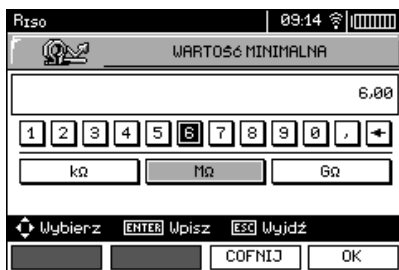 RISO 09:14
WARTOŚĆ MINIMALNA
6,00
1 2 3 4 5 6 7 8 9 0 , ←
kΩ MΩ GΩ
Wybierz ENTER Wpisz ESC Wyjdź
COFNIJ OK